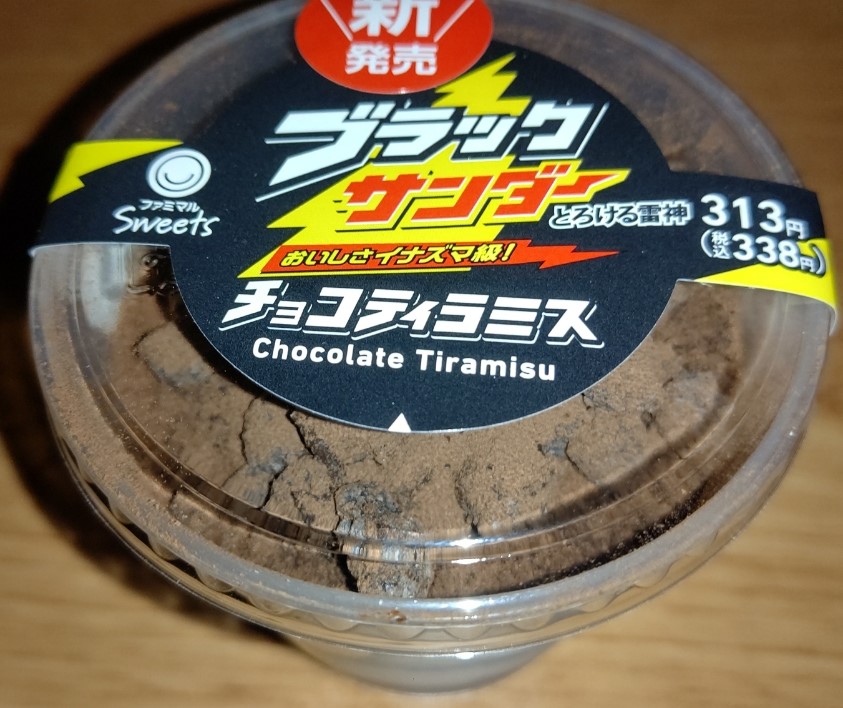 新
発売
ブラック
サンダー
とろける雷神
おいしさイナズマ級!
チョコティラミス
Chocolate Tiramisu
ファミマル
Sweets
313円
(税込338円)